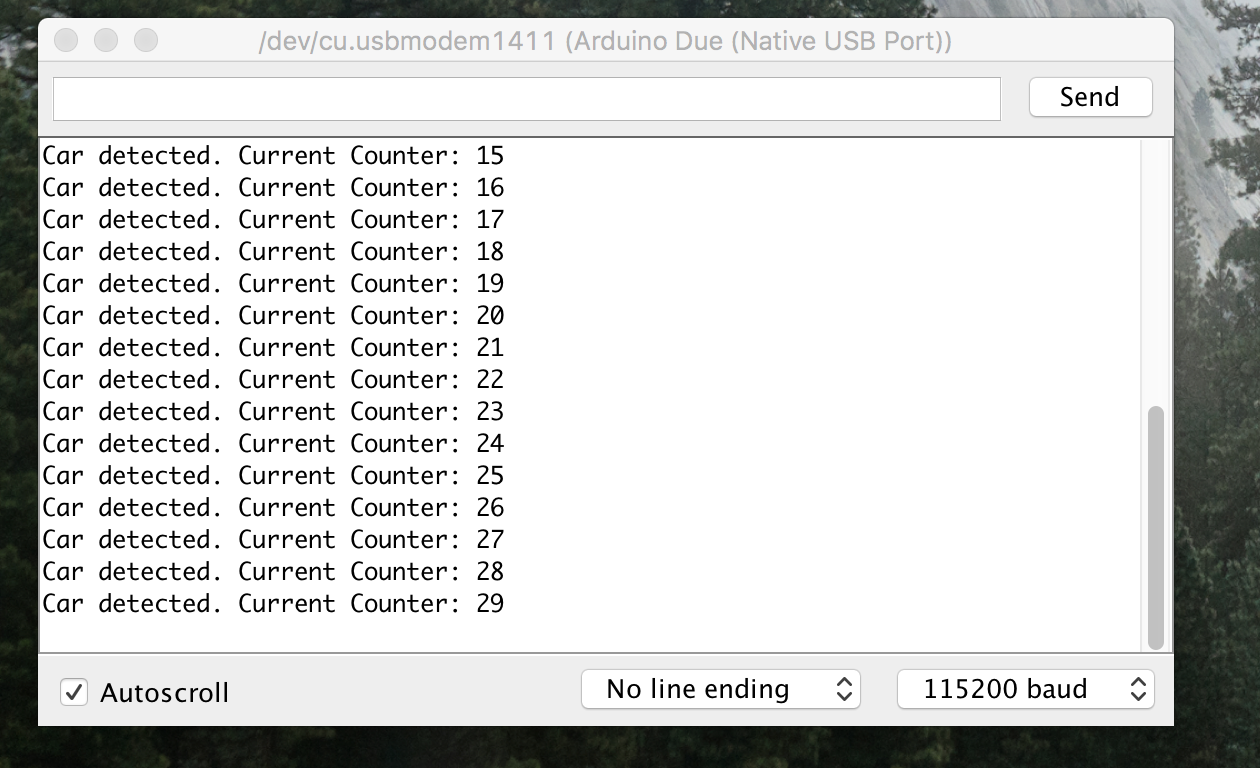 /dev/cu.usbmodem1411 (Arduino Due (Native USB Port))
Send
Car detected. Current Counter: 15
Car detected. Current Counter: 16
Car detected. Current Counter: 17
Car detected. Current Counter: 18
Car detected. Current Counter: 19
Car detected. Current Counter: 20
Car detected. Current Counter: 21
Car detected. Current Counter: 22
Car detected. Current Counter: 23
Car detected. Current Counter: 24
Car detected. Current Counter: 25
Car detected. Current Counter: 26
Car detected. Current Counter: 27
Car detected. Current Counter: 28
Car detected. Current Counter: 29
Autoscroll No line ending 115200 baud